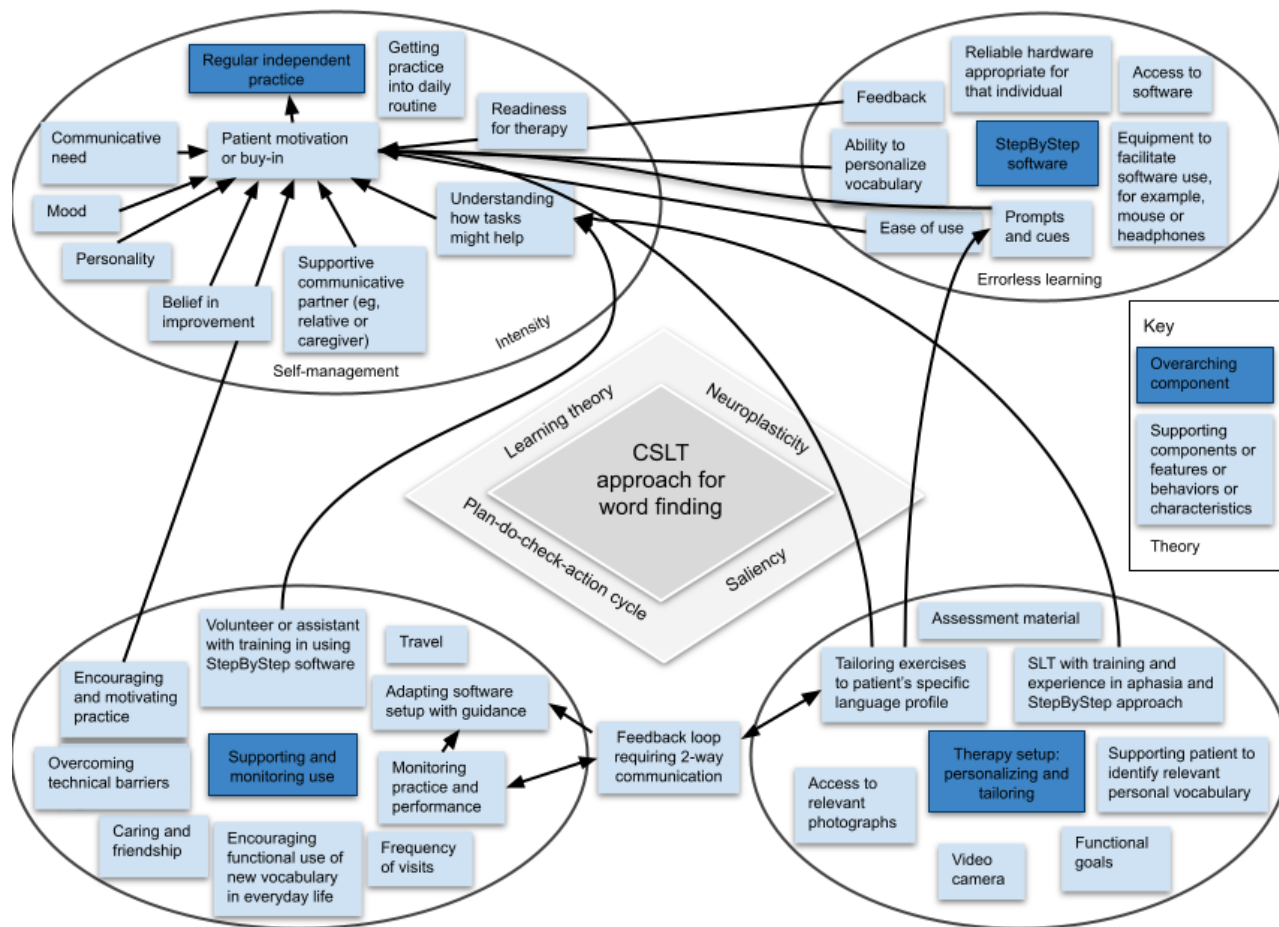 Regular independent
practice
Getting
practice
into daily
routine
Readiness
for therapy
Communicative
need
Patient motivation
or buy-in
Mood
Personality
Understanding
how tasks
might help
Belief in
improvement
Supportive
communicative
partner (eg,
relative or
caregiver)
Intensity
Self-management
Feedback
Reliable hardware
appropriate for
that individual
Access to
software
Ability to
personalize
vocabulary
StepByStep
software
Equipment to
facilitate
software use,
for example,
mouse or
headphones
Ease of use
Prompts
and cues
Errorless learning
Key
Overarching
component
Supporting
components or
features or
behaviors or
characteristics
Theory
Learning theory
Neuroplasticity
CSLT
approach for
word finding
Plan-do-check-action cycle
Saliency
Volunteer or assistant
with training in using
StepByStep software
Travel
Encouraging
and motivating
practice
Adapting software
setup with guidance
Overcoming
technical barriers
Supporting and
monitoring use
Monitoring
practice and
performance
Caring and
friendship
Encouraging
functional use of
new vocabulary
in everyday life
Frequency
of visits
Feedback loop
requiring 2-way
communication
Assessment material
Tailoring exercises
to patient's specific
language profile
SLT with training and
experience in aphasia and
StepByStep approach
Access to
relevant
photographs
Therapy setup:
personalizing and
tailoring
Supporting patient to
identify relevant
personal vocabulary
Video
camera
Functional
goals